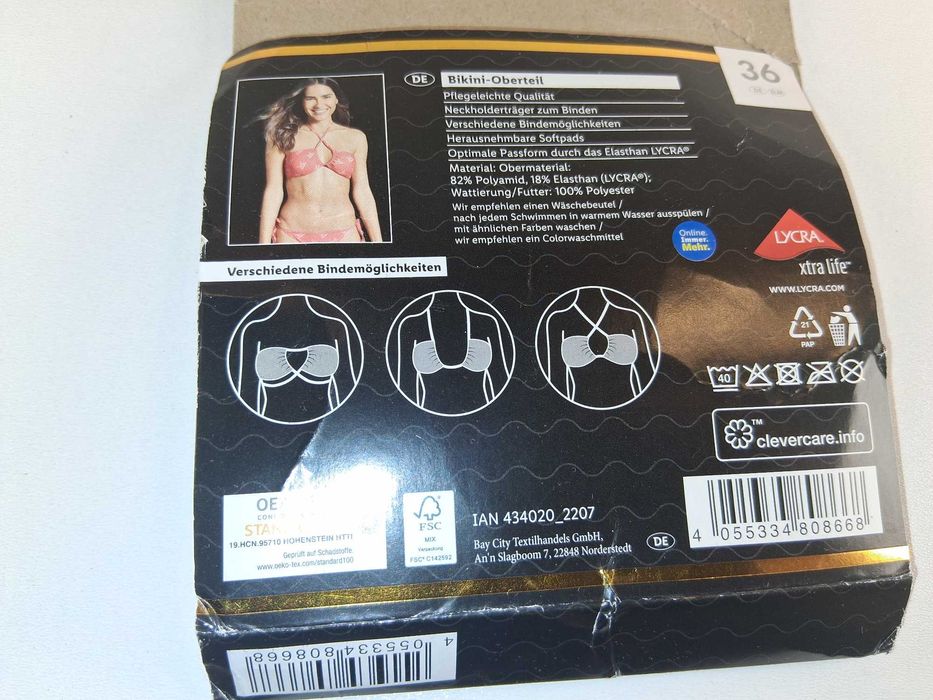 36
DE
Bikini-Oberteil
Pflegeleichte Qualität
Neckholderträger zum Binden
Verschiedene Bindemöglichkeiten
Herausnehmbare Softpads
Optimale Passform durch das Elasthan LYCRA®
Material: Obermaterial:
82% Polyamid, 18% Elasthan (LYCRA®);
Wattierung/Futter: 100% Polyester
Wir empfehlen einen Wäschebeutel /
nach jedem Schwimmen in warmem Wasser ausspülen /
mit ähnlichen Farben waschen /
wir empfehlen ein Colorwaschmittel
Online.
Immer.
Mehr.
LYCRA
xtra life™
WWW.LYCRA.COM
Verschiedene Bindemöglichkeiten
21
PAP
40
™
clevercare.info
19.HCN.95710 HOHENSTEIN HTTI
Geprüft auf Schadstoffe.
www.oeko-tex.com/standard100
FSC
MIX
Verpackung
FSC® C142592
IAN 434020_2207
Bay City Textilhandels GmbH,
An'n Slagboom 7, 22848 Norderstedt
DE
4 055334 808668
4 055334 808668